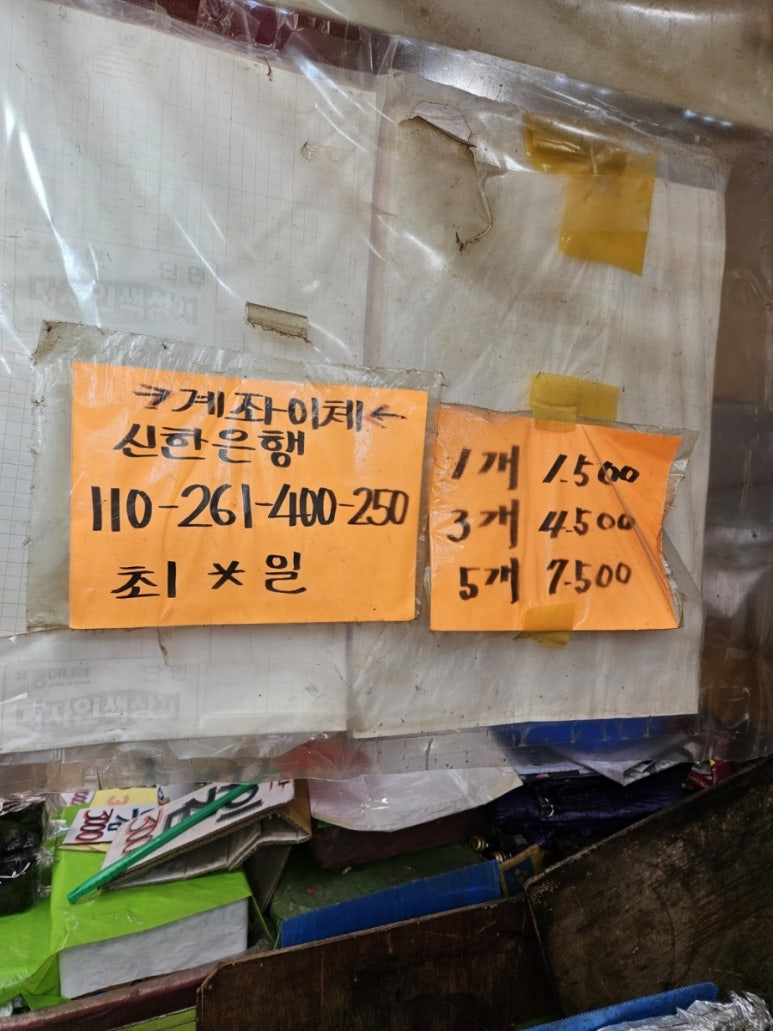 →계좌이체←
신한은행
110-261-400-250
최 * 일
1개 1.500
3개 4.500
5개 7.500
3000